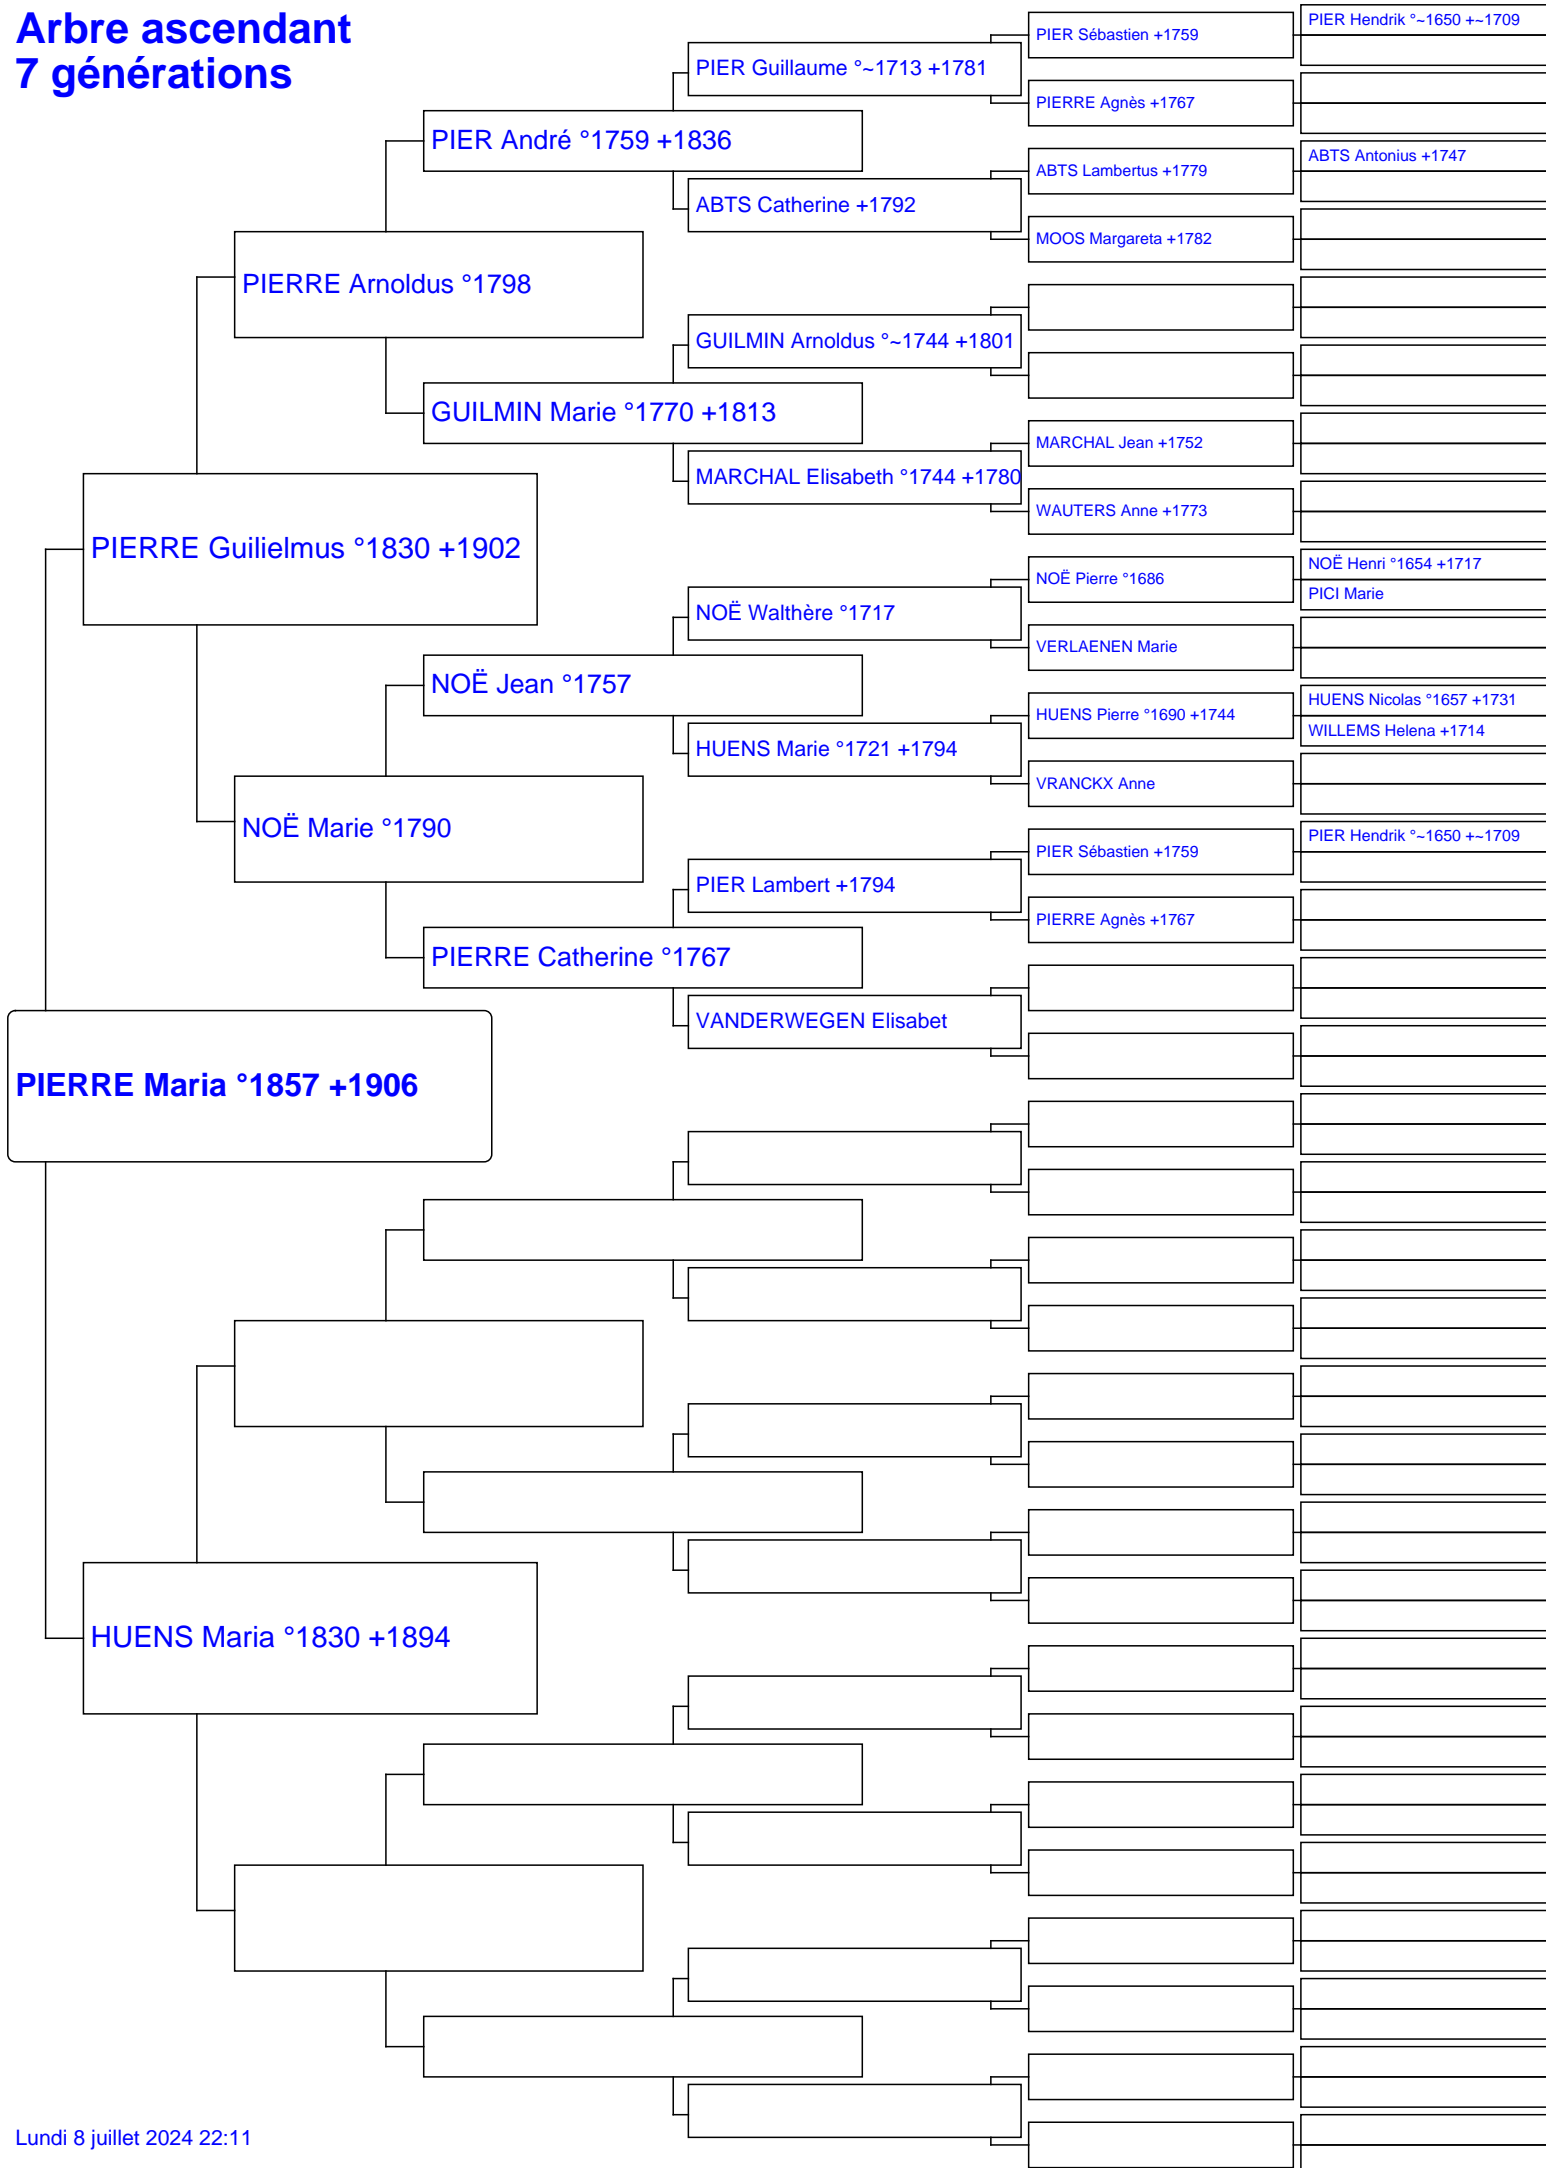 Arbre ascendant
7 générations
PIER Hendrik °~1650 +~1709
PIER Sébastien +1759
PIER Guillaume °~1713 +1781
PIERRE Agnès +1767
PIER André °1759 +1836
ABTS Antonius +1747
ABTS Lambertus +1779
ABTS Catherine +1792
MOOS Margareta +1782
PIERRE Arnoldus °1798
GUILMIN Arnoldus °~1744 +1801
GUILMIN Marie °1770 +1813
MARCHAL Jean +1752
MARCHAL Elisabeth °1744 +1780
WAUTERS Anne +1773
PIERRE Guilielmus °1830 +1902
NOË Henri °1654 +1717
NOË Pierre °1686
PICI Marie
NOË Walthère °1717
VERLAENEN Marie
NOË Jean °1757
HUENS Nicolas °1657 +1731
HUENS Pierre °1690 +1744
WILLEMS Helena +1714
HUENS Marie °1721 +1794
VRANCKX Anne
NOË Marie °1790
PIER Hendrik °~1650 +~1709
PIER Sébastien +1759
PIER Lambert +1794
PIERRE Agnès +1767
PIERRE Catherine °1767
VANDERWEGEN Elisabet
PIERRE Maria °1857 +1906
HUENS Maria °1830 +1894
Lundi 8 juillet 2024 22:11